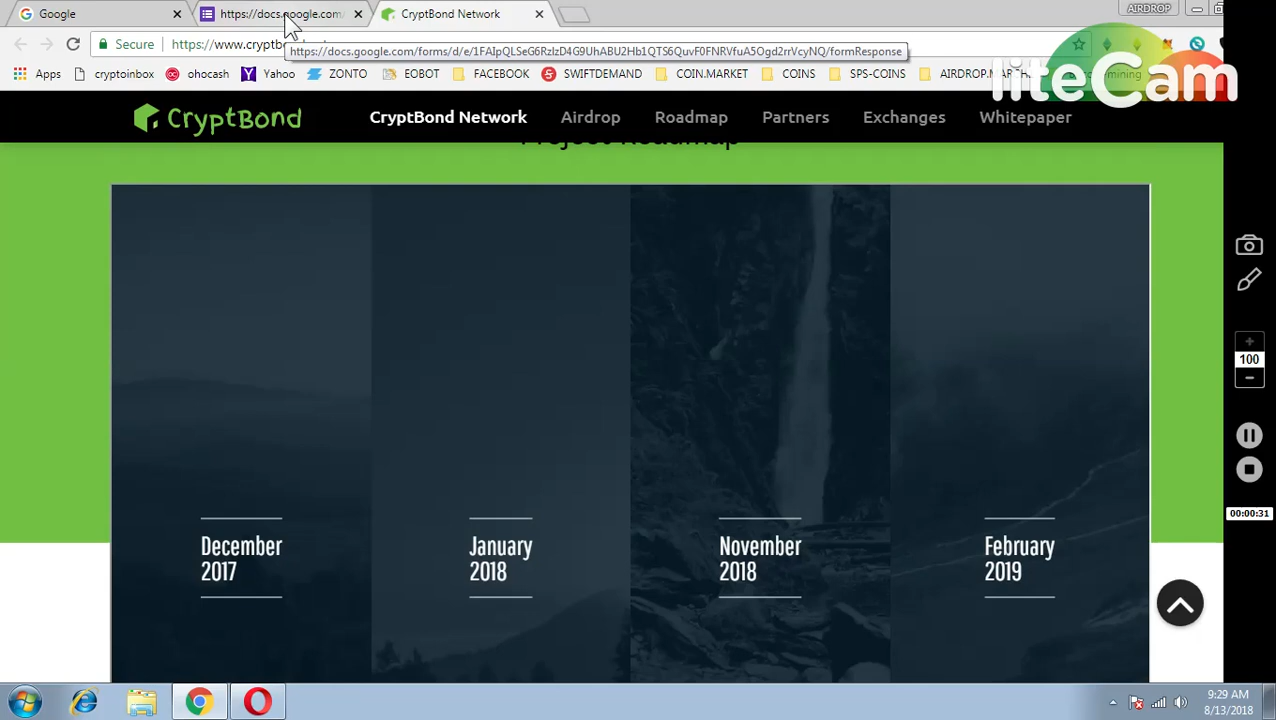 Google
https://docs.google.com/
CryptBond Network
AIRDROP
Secure
https://www.cryptbo
https://docs.google.com/forms/d/e/1FAIpQLSeG6RzlzD4G9UhABU2Hb1QTS6QuvF0FNRVfuA5Ogd2rrVcyNQ/formResponse
liteCam
Apps
cryptoinbox
ohocash
Yahoo
ZONTO
EOBOT
FACEBOOK
SWIFTDEMAND
COIN.MARKET
COINS
SPS-COINS
mining
CryptBond
CryptBond Network
Airdrop
Roadmap
Partners
Exchanges
Whitepaper
Project Roadmap
100
00:00:31
December
2017
January
2018
November
2018
February
2019
9:29 AM
8/13/2018